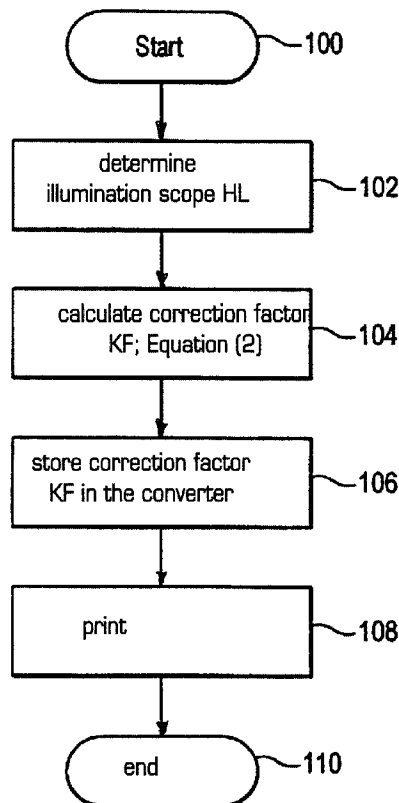 Start
100
determine
illumination scope HL
102
calculate correction factor
KF; Equation (2)
104
store correction factor
KF in the converter
106
print
108
end
110